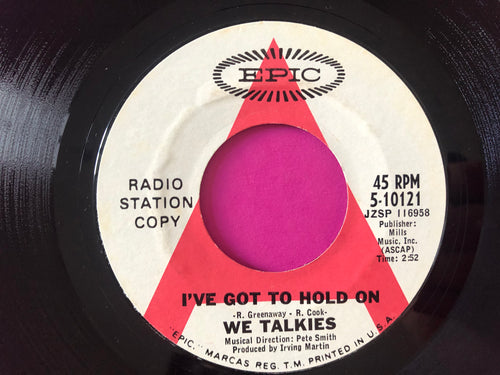 EPIC
RADIO
STATION
COPY
45 RPM
5-10121
JZSP 116958
Publisher:
Mills
Music, Inc.
(ASCAP)
Time: 2:52
I'VE GOT TO HOLD ON
-R. Greenaway - R. Cook-
WE TALKIES
Musical Direction: Pete Smith
Produced by Irving Martin
"EPIC," MARCAS REG. T.M. PRINTED IN U.S.A.